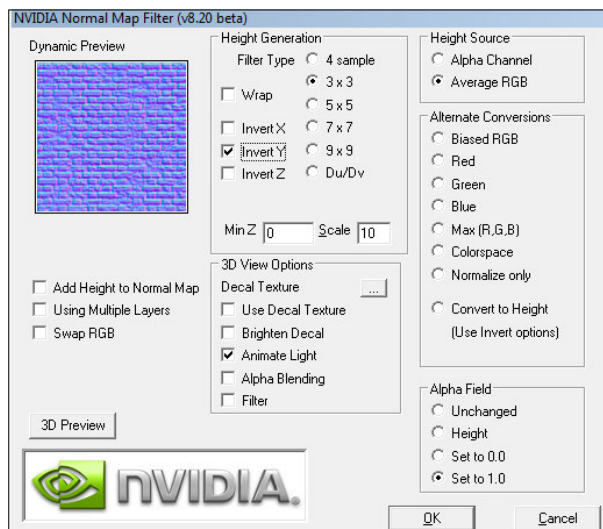 NVIDIA Normal Map Filter (v8.20 beta)
Dynamic Preview
Add Height to Normal Map
Using Multiple Layers
Swap RGB
3D Preview
NVIDIA.
Height Generation
Filter Type
4 sample
3 x 3
5 x 5
7 x 7
9 x 9
Du/Dv
Wrap
Invert X
Invert Y
Invert Z
Min Z 0 Scale 10
3D View Options
Decal Texture ...
Use Decal Texture
Brighten Decal
Animate Light
Alpha Blending
Filter
Height Source
Alpha Channel
Average RGB
Alternate Conversions
Biased RGB
Red
Green
Blue
Max (R,G,B)
Colorspace
Normalize only
Convert to Height
(Use Invert options)
Alpha Field
Unchanged
Height
Set to 0.0
Set to 1.0
OK Cancel